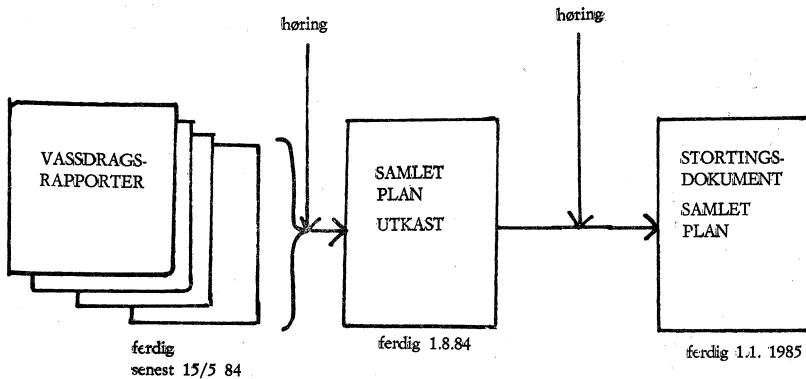 høring
høring
VASSDRAGS-
RAPPORTER
SAMLET
PLAN
UTKAST
STORTINGS-
DOKUMENT
SAMLET
PLAN
ferdig
senest 15/5 84
ferdig 1.8.84
ferdig 1.1. 1985